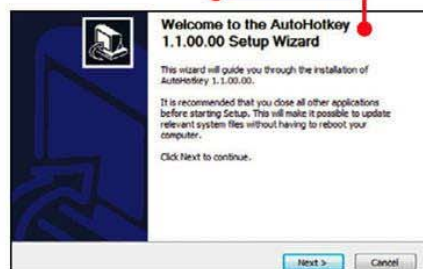 Welcome to the AutoHotkey
1.1.00.00 Setup Wizard
This wizard will guide you through the installation of
AutoHotkey 1.1.00.00.
It is recommended that you close all other applications
before starting Setup. This will make it possible to update
relevant system files without having to reboot your
computer.
Click Next to continue.
Next >
Cancel